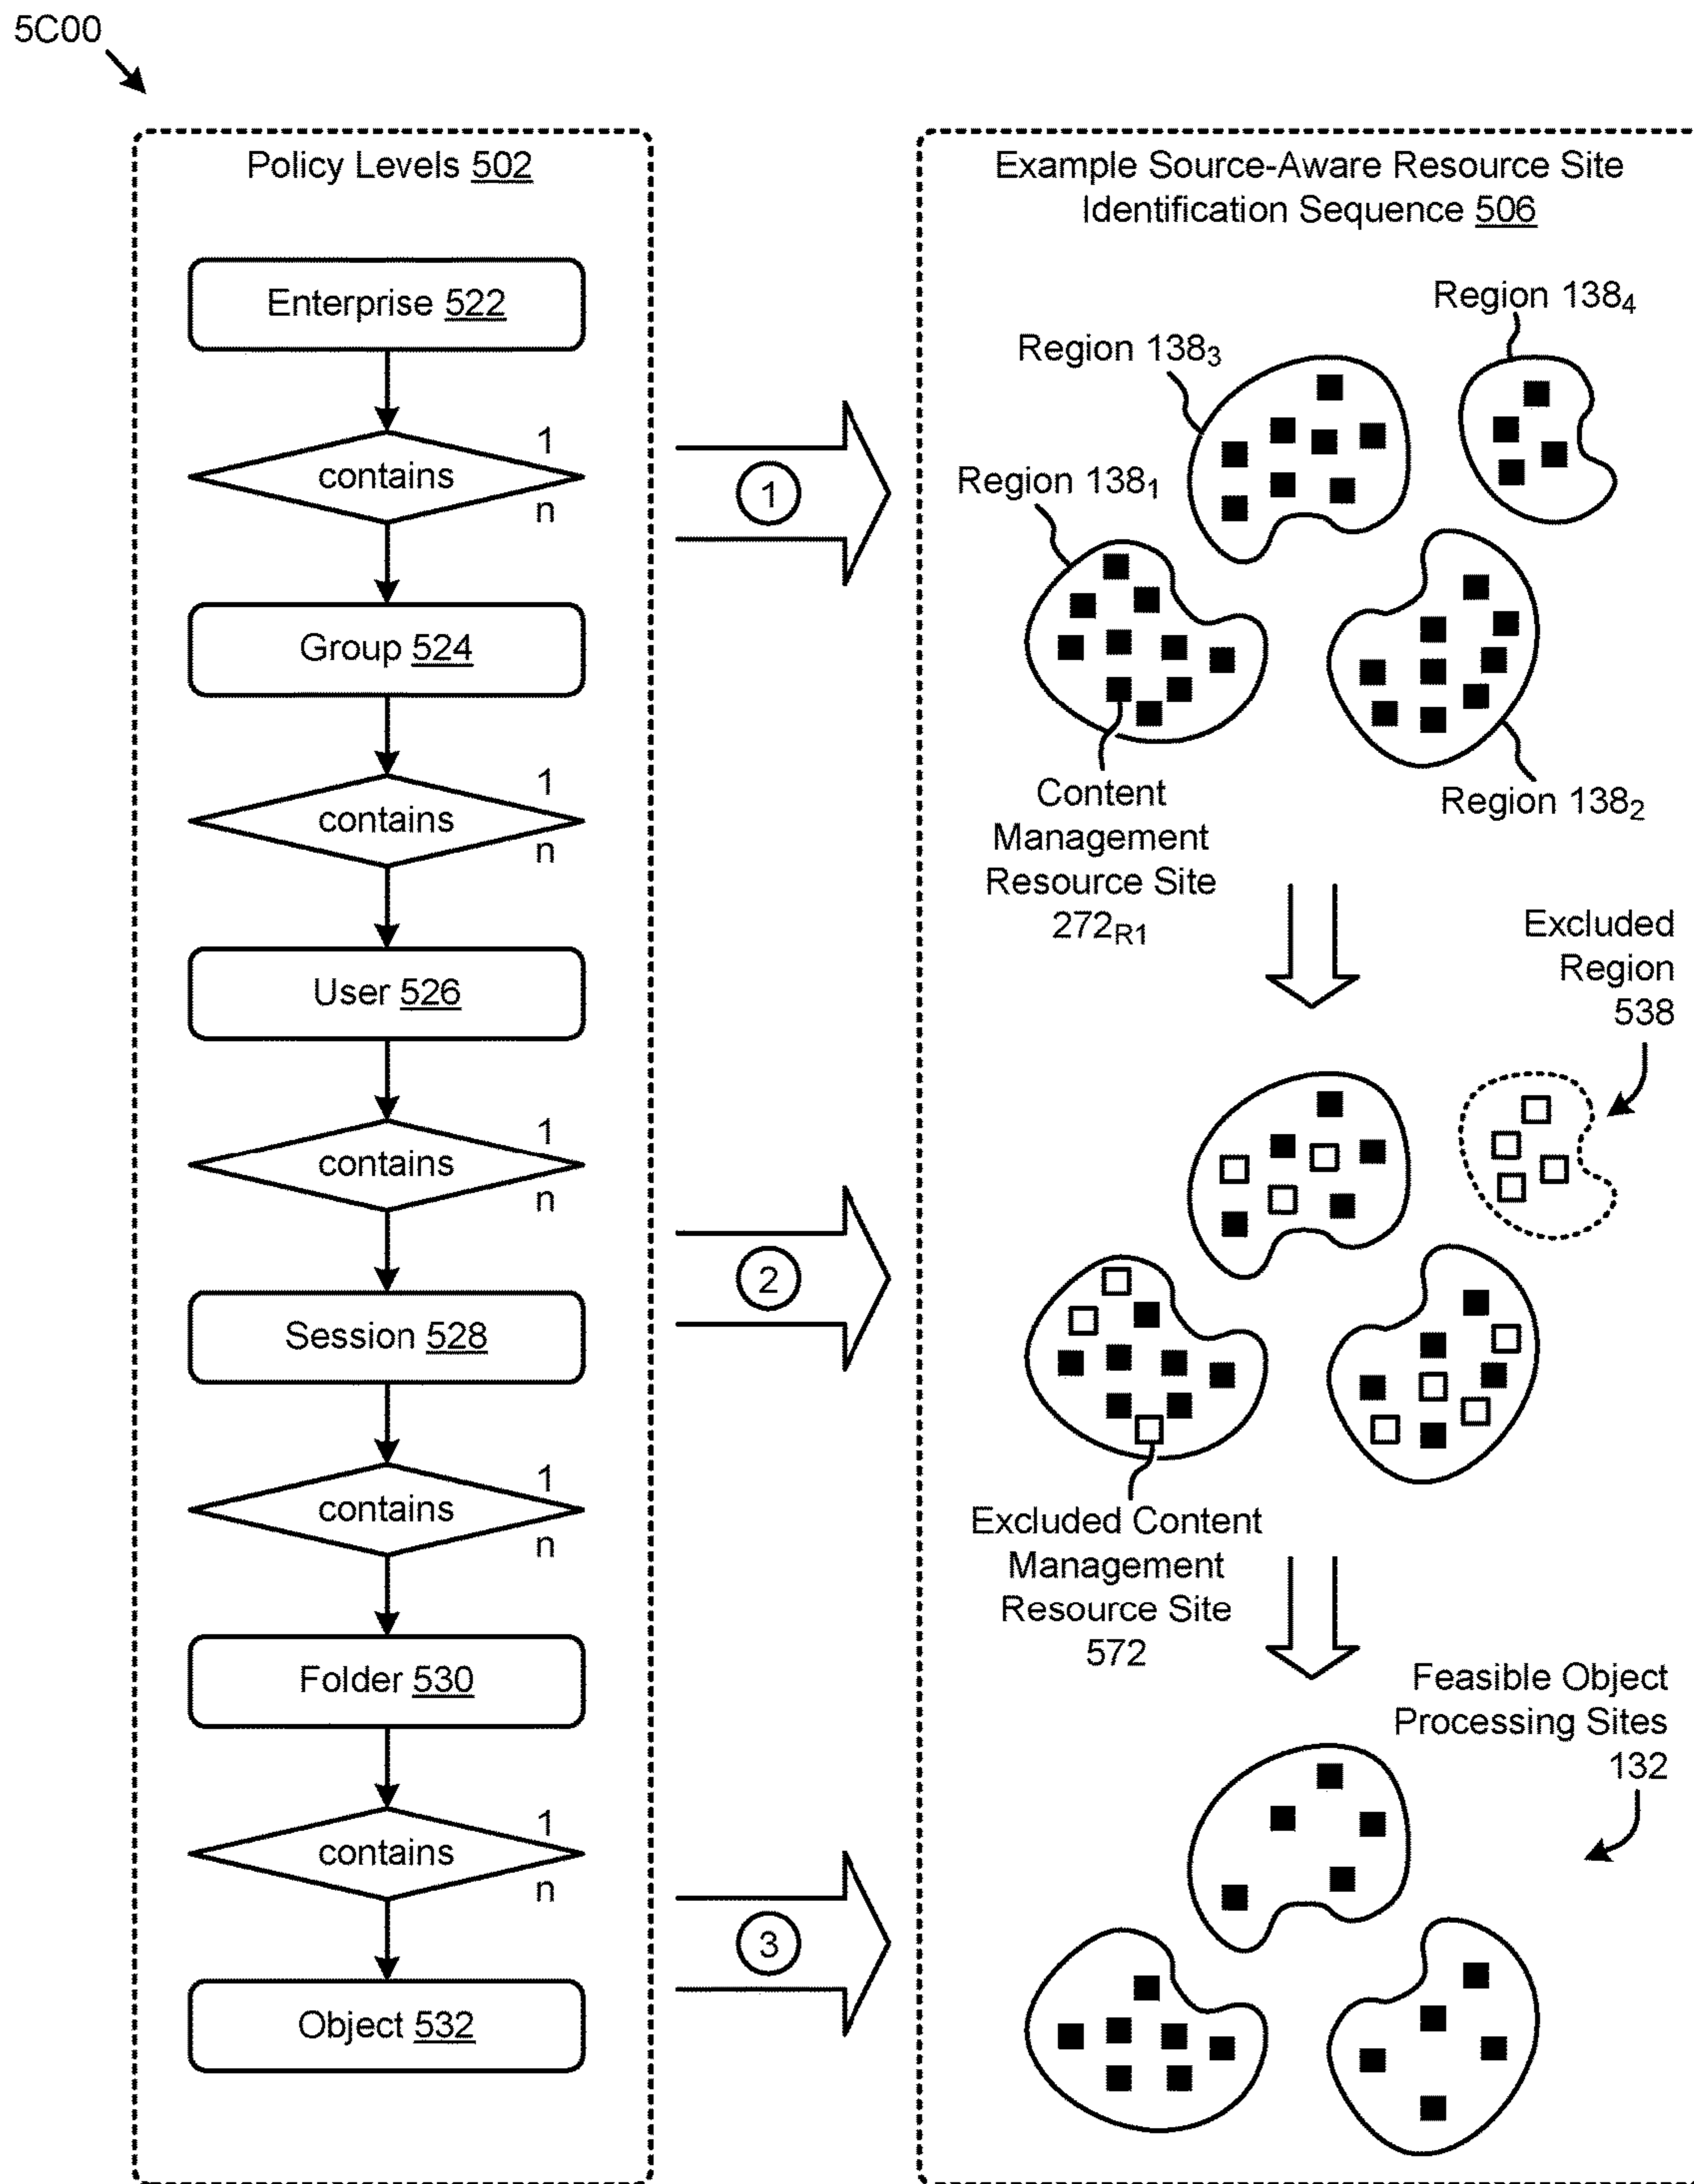 5C00
Policy Levels 502
Enterprise 522
contains
1
n
Group 524
contains
1
n
User 526
contains
1
n
Session 528
contains
1
n
Folder 530
contains
1
n
Object 532
1
2
3
Example Source-Aware Resource Site
Identification Sequence 506
Region 138₄
Region 138₃
Region 138₁
Region 138₂
Content
Management
Resource Site
272R1
Excluded
Region
538
Excluded Content
Management
Resource Site
572
Feasible Object
Processing Sites
132